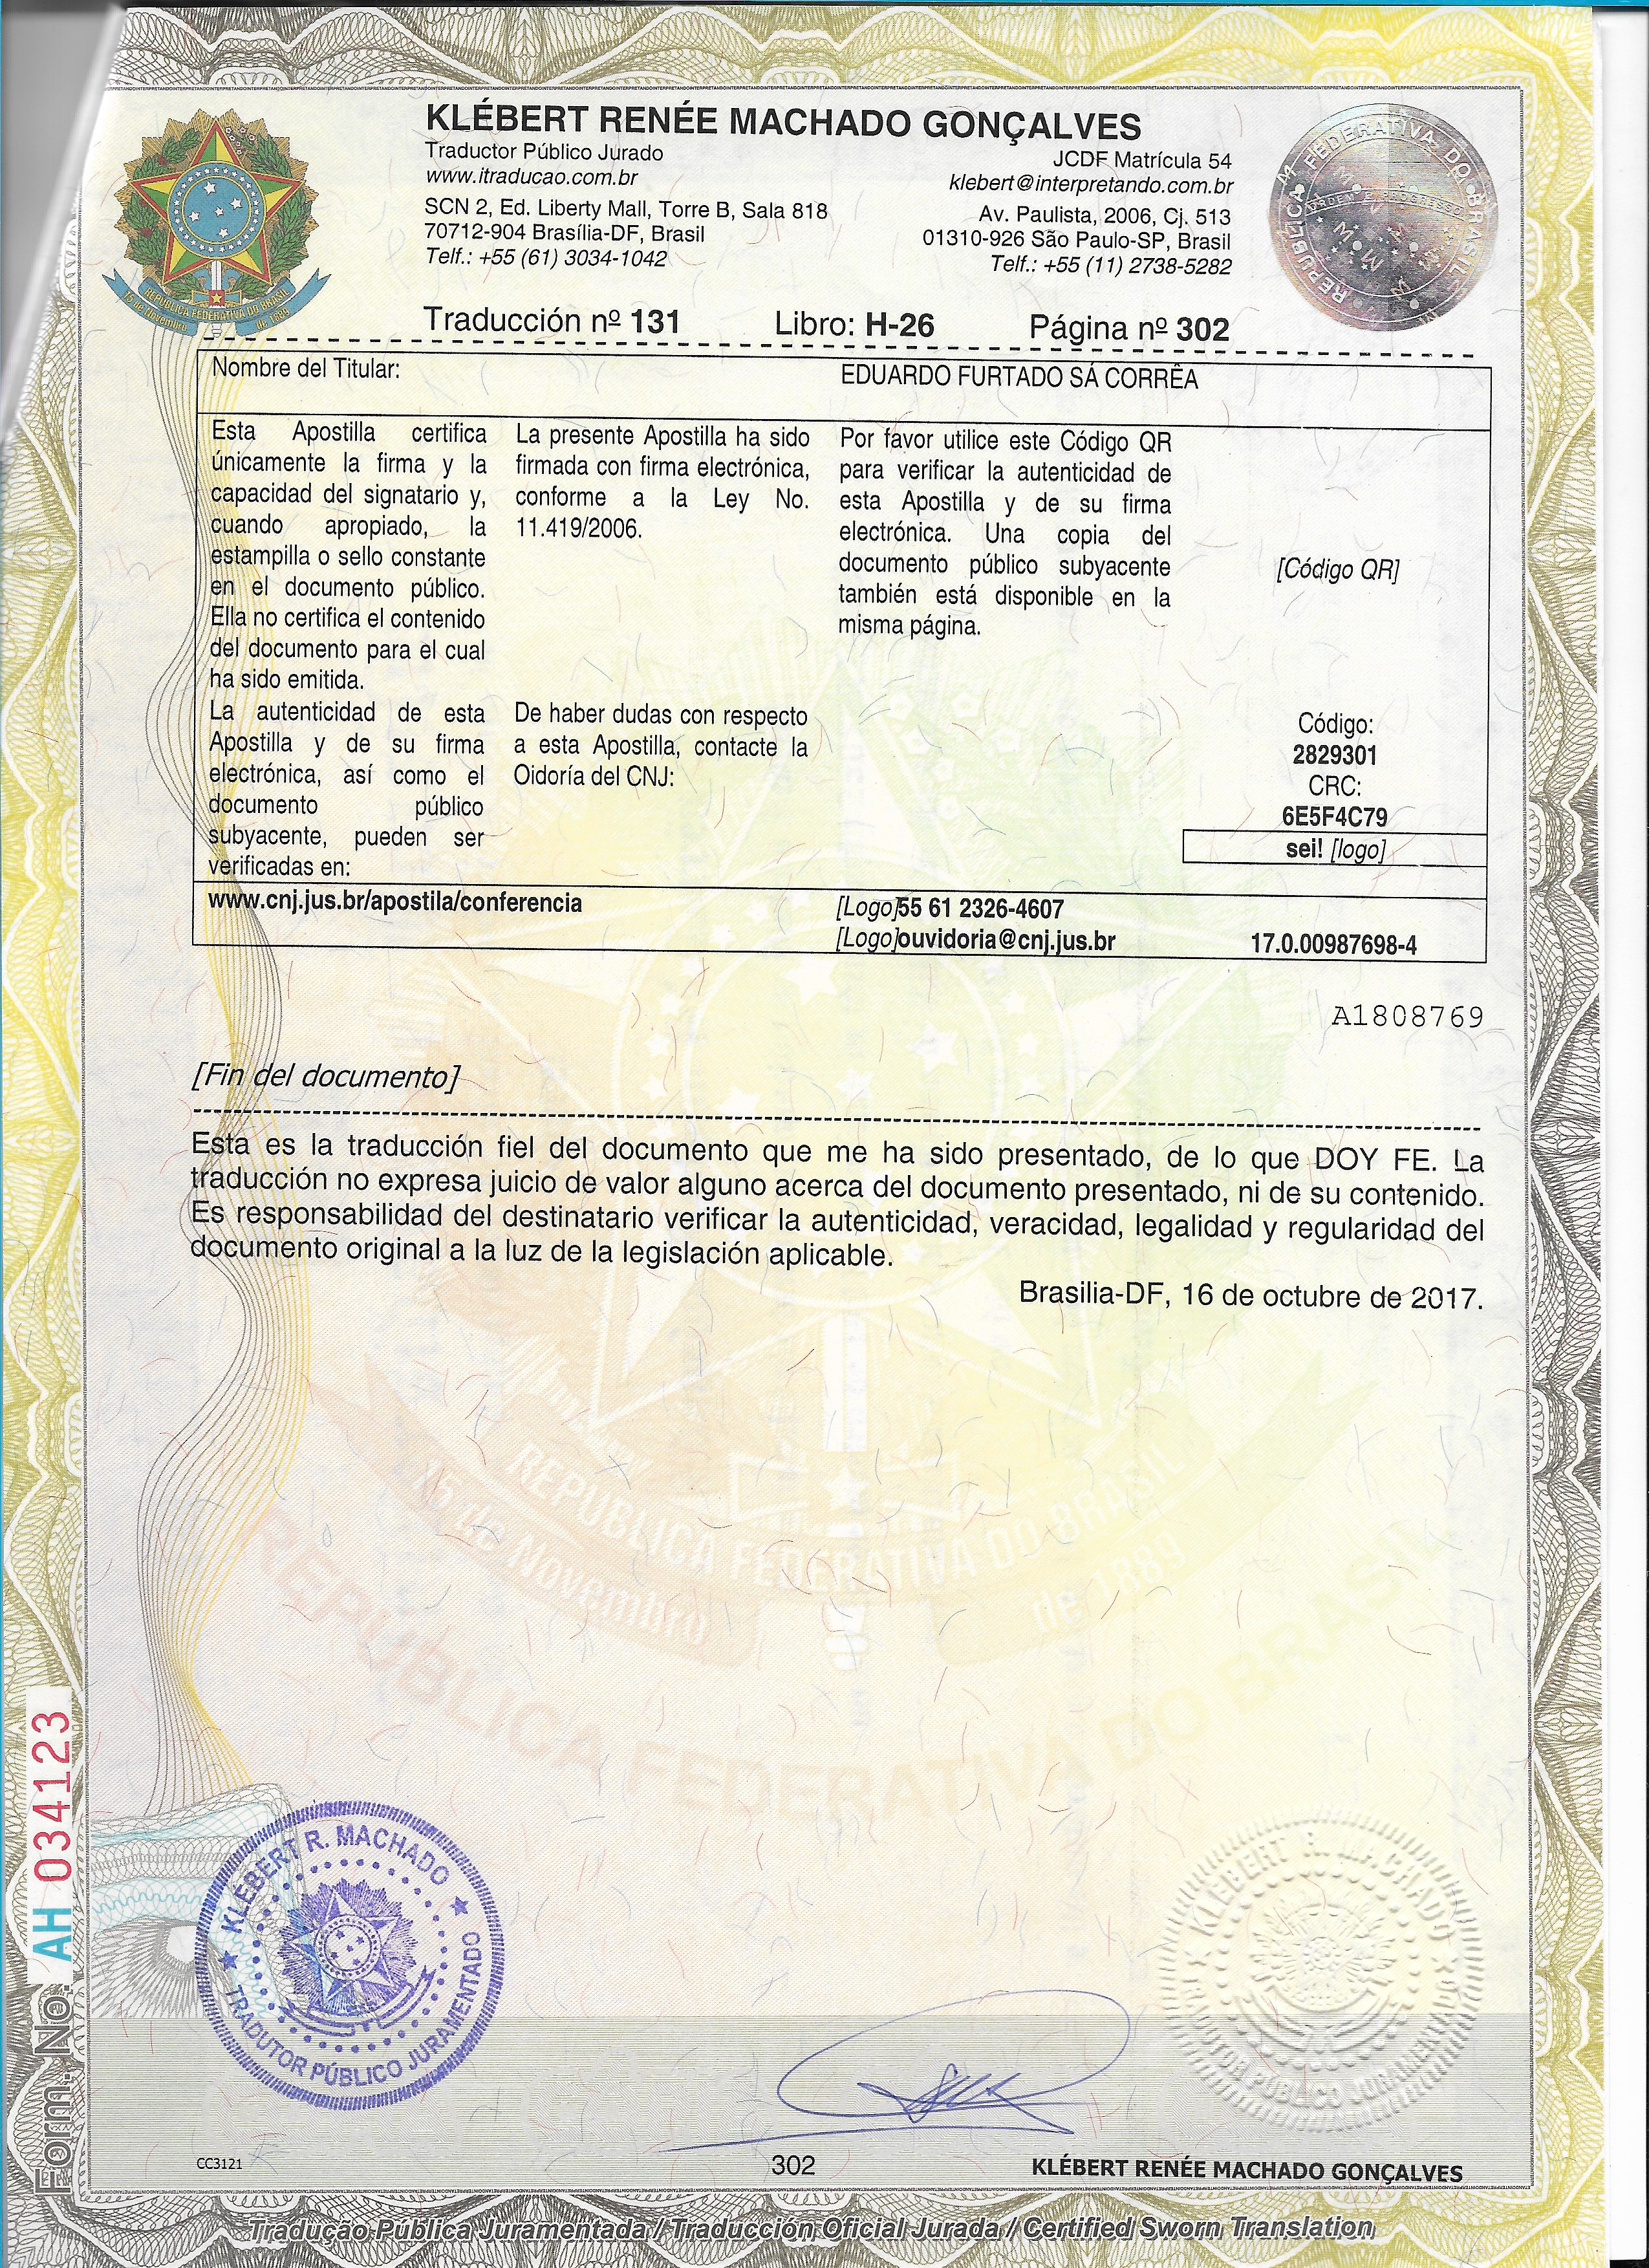 KLÉBERT RENÉE MACHADO GONÇALVES
Traductor Público Jurado
www.itraducao.com.br
SCN 2, Ed. Liberty Mall, Torre B, Sala 818
70712-904 Brasília-DF, Brasil
Telf.: +55 (61) 3034-1042
JCDF Matrícula 54
klebert@interpretando.com.br
Av. Paulista, 2006, Cj. 513
01310-926 São Paulo-SP, Brasil
Telf.: +55 (11) 2738-5282
REPÚBLICA FEDERATIVA DO BRASIL
15 de Novembro de 1889
REPÚBLICA FEDERATIVA DO BRASIL
ORDEM E PROGRESSO
Traducción nº 131 Libro: H-26 Página nº 302
Nombre del Titular: EDUARDO FURTADO SÁ CORRÊA
Esta Apostilla certifica
únicamente la firma y la
capacidad del signatario y,
cuando apropiado, la
estampilla o sello constante
en el documento público.
Ella no certifica el contenido
del documento para el cual
ha sido emitida.
La presente Apostilla ha sido
firmada con firma electrónica,
conforme a la Ley No.
11.419/2006.
Por favor utilice este Código QR
para verificar la autenticidad de
esta Apostilla y de su firma
electrónica. Una copia del
documento público subyacente
también está disponible en la
misma página.
[Código QR]
La autenticidad de esta
Apostilla y de su firma
electrónica, así como el
documento público
subyacente, pueden ser
verificadas en:
De haber dudas con respecto
a esta Apostilla, contacte la
Oidoría del CNJ:
Código:
2829301
CRC:
6E5F4C79
sei! [logo]
www.cnj.jus.br/apostila/conferencia
[Logo]55 61 2326-4607
[Logo]ouvidoria@cnj.jus.br
17.0.00987698-4
A1808769
[Fin del documento]
Esta es la traducción fiel del documento que me ha sido presentado, de lo que DOY FE. La
traducción no expresa juicio de valor alguno acerca del documento presentado, ni de su contenido.
Es responsabilidad del destinatario verificar la autenticidad, veracidad, legalidad y regularidad del
documento original a la luz de la legislación aplicable.
Brasilia-DF, 16 de octubre de 2017.
REPÚBLICA FEDERATIVA DO BRASIL
15 de Novembro de 1889
REPÚBLICA FEDERATIVA DO BRASIL
Form. No. AH 034123
KLÉBERT R. MACHADO
TRADUTOR PÚBLICO JURAMENTADO
KLÉBERT R. MACHADO
TRADUTOR PÚBLICO JURAMENTADO
CC3121
302
KLÉBERT RENÉE MACHADO GONÇALVES
Tradução Pública Juramentada / Traducción Oficial Jurada / Certified Sworn Translation